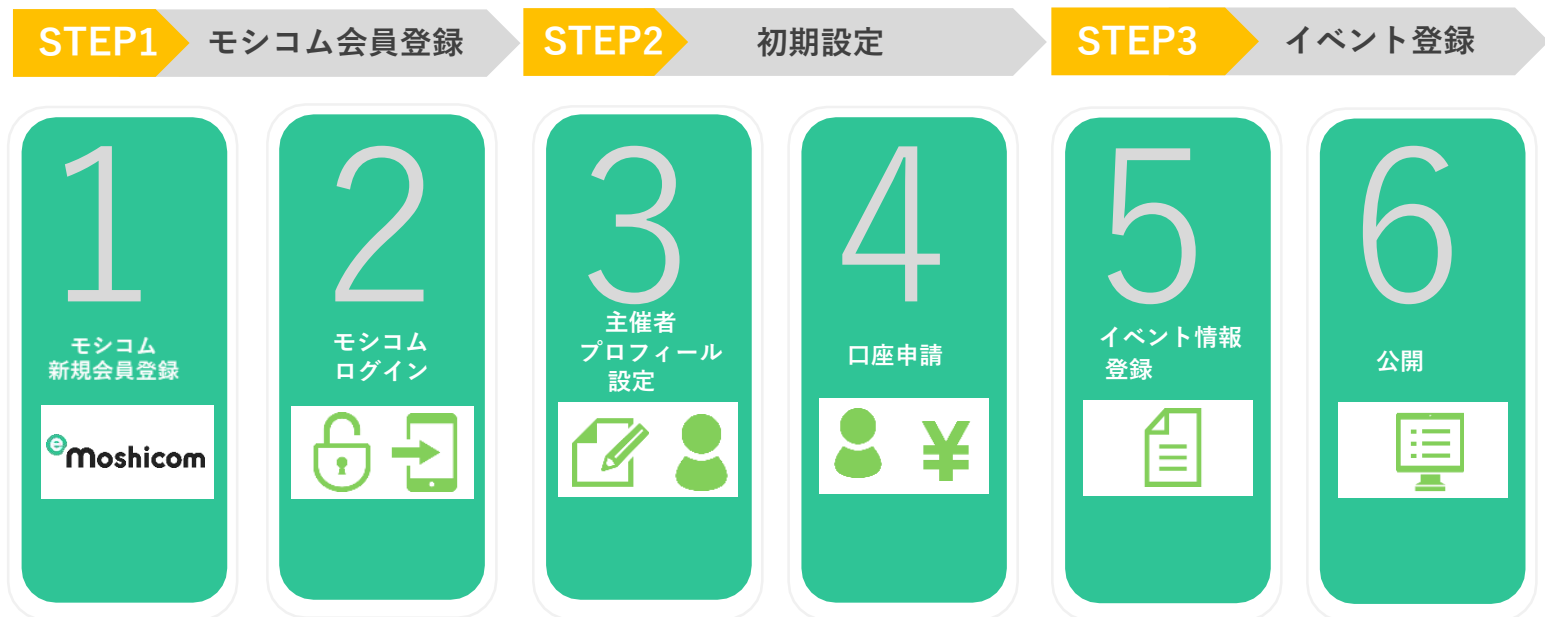 STEP1
モシコム会員登録
STEP2
初期設定
STEP3
イベント登録
1
モシコム
新規会員登録
e moshicom
2
モシコム
ログイン
3
主催者
プロフィール
設定
4
口座申請
¥
5
イベント情報
登録
6
公開